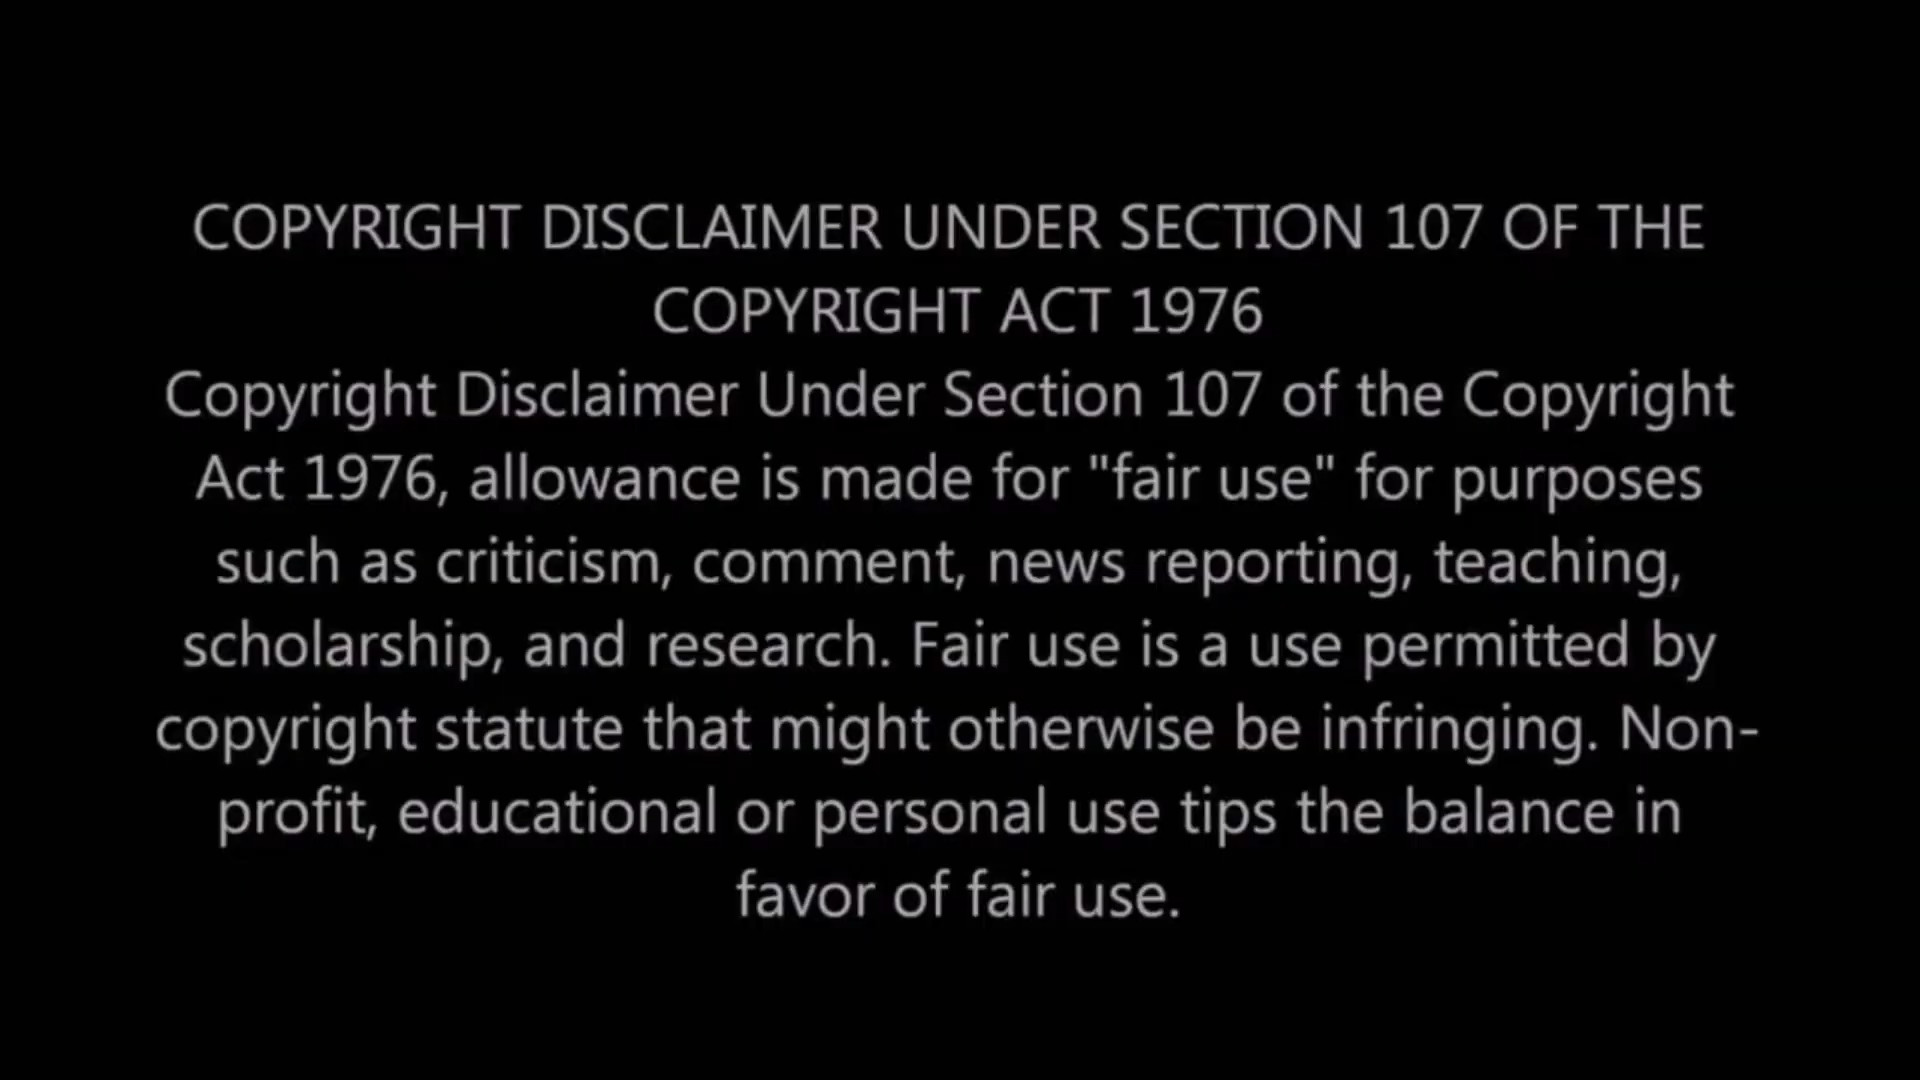 COPYRIGHT DISCLAIMER UNDER SECTION 107 OF THE
COPYRIGHT ACT 1976
Copyright Disclaimer Under Section 107 of the Copyright
Act 1976, allowance is made for "fair use" for purposes
such as criticism, comment, news reporting, teaching,
scholarship, and research. Fair use is a use permitted by
copyright statute that might otherwise be infringing. Non-
profit, educational or personal use tips the balance in
favor of fair use.